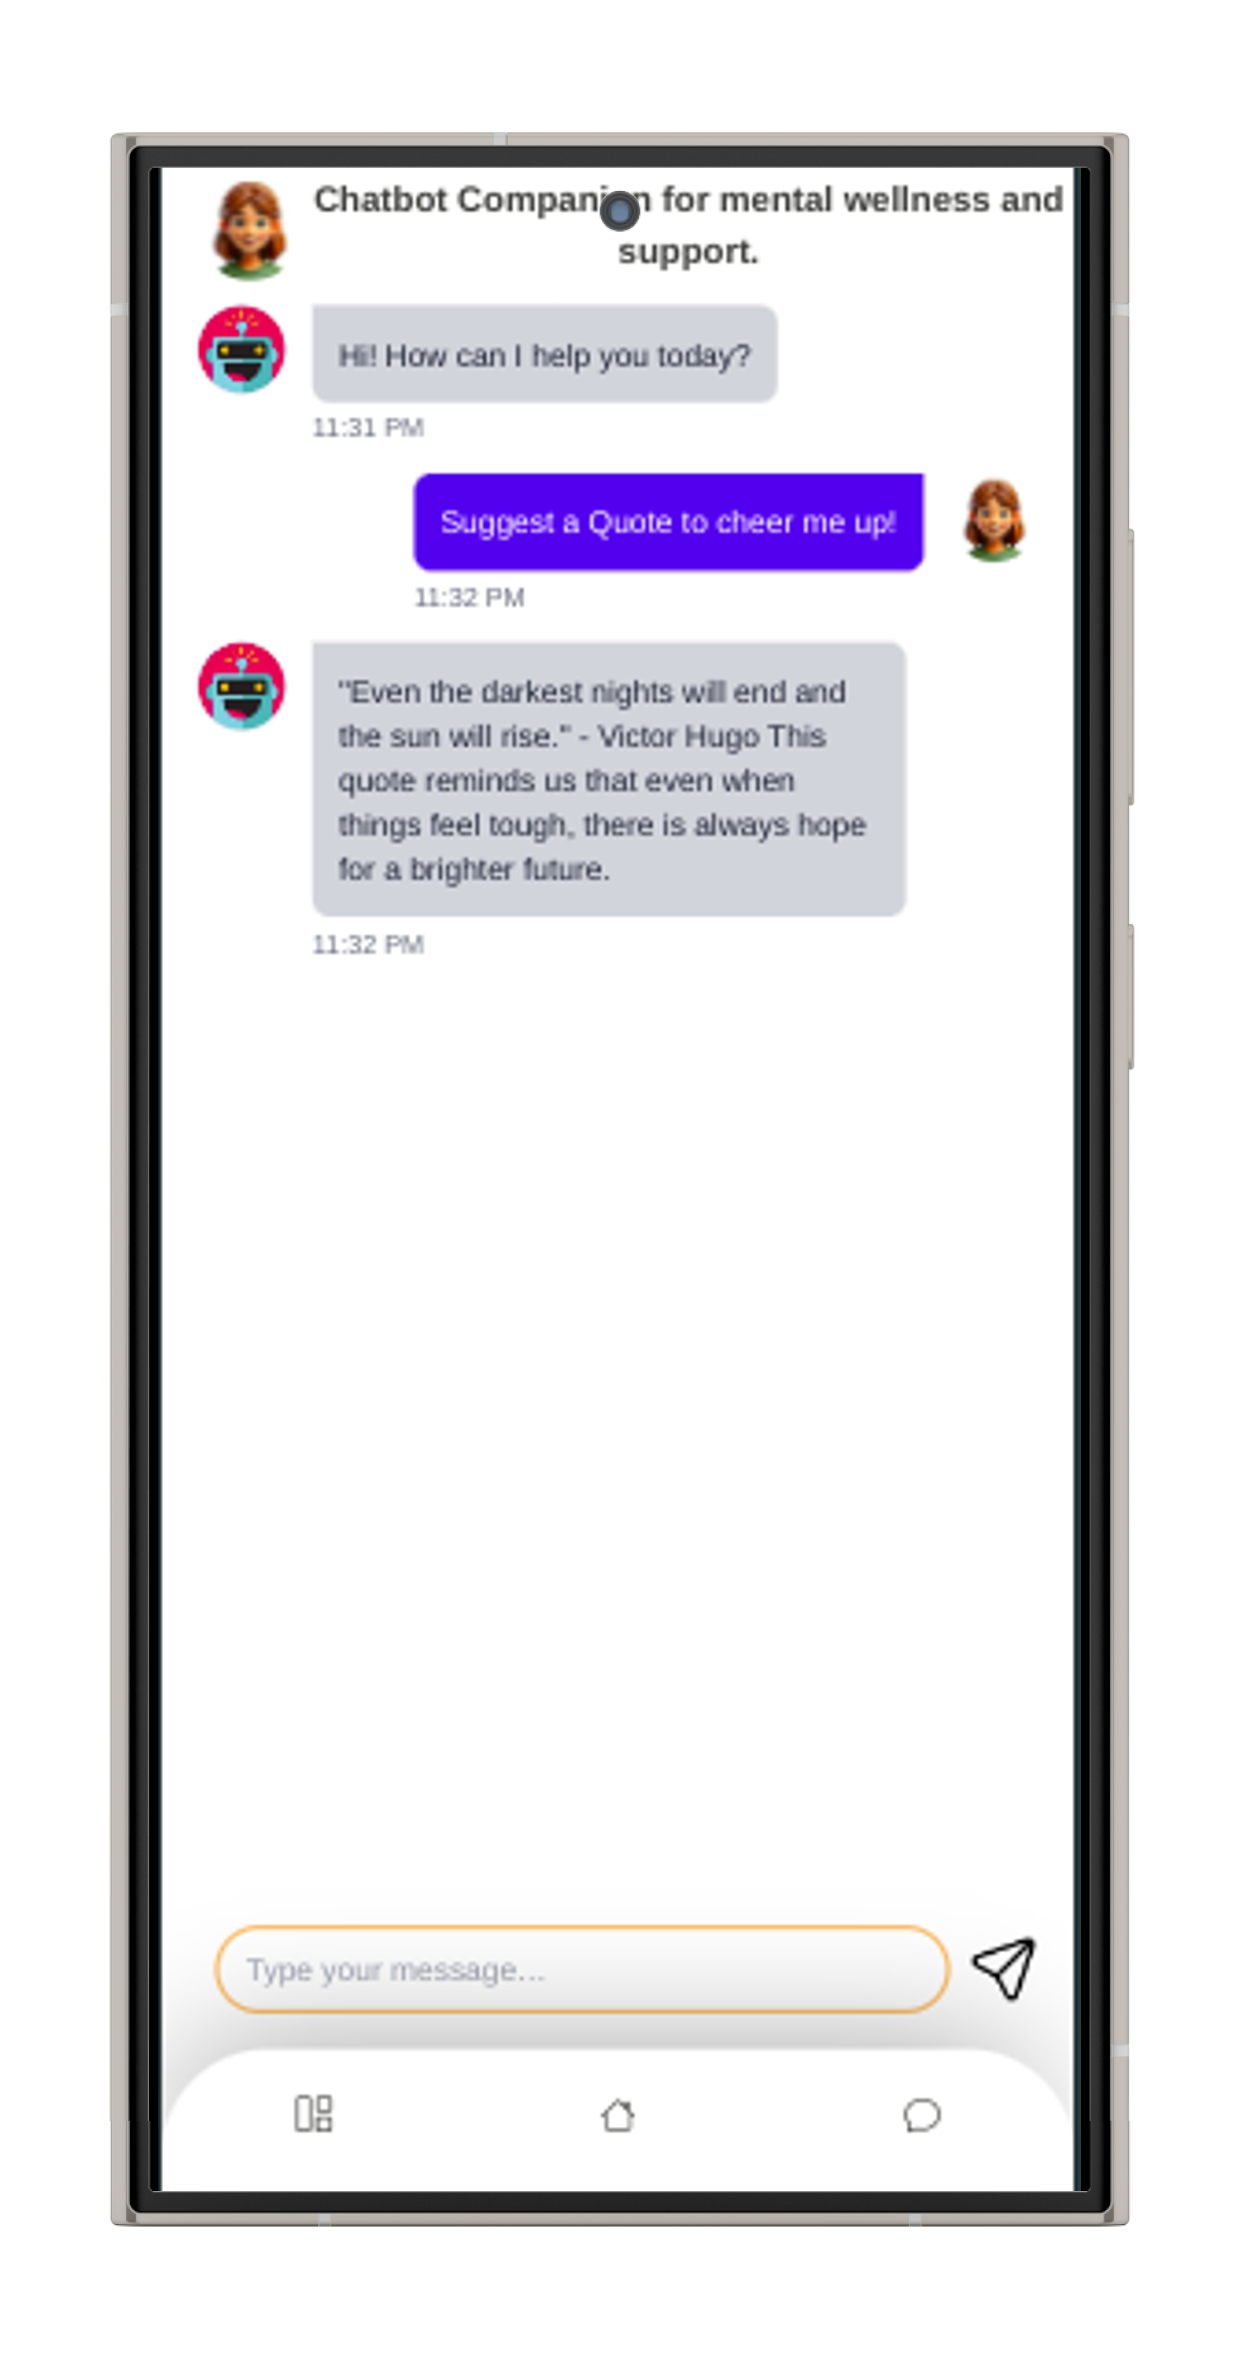 Chatbot Companion for mental wellness and
support.
Hi! How can I help you today?
11:31 PM
Suggest a Quote to cheer me up!
11:32 PM
"Even the darkest nights will end and
the sun will rise." - Victor Hugo This
quote reminds us that even when
things feel tough, there is always hope
for a brighter future.
11:32 PM
Type your message...